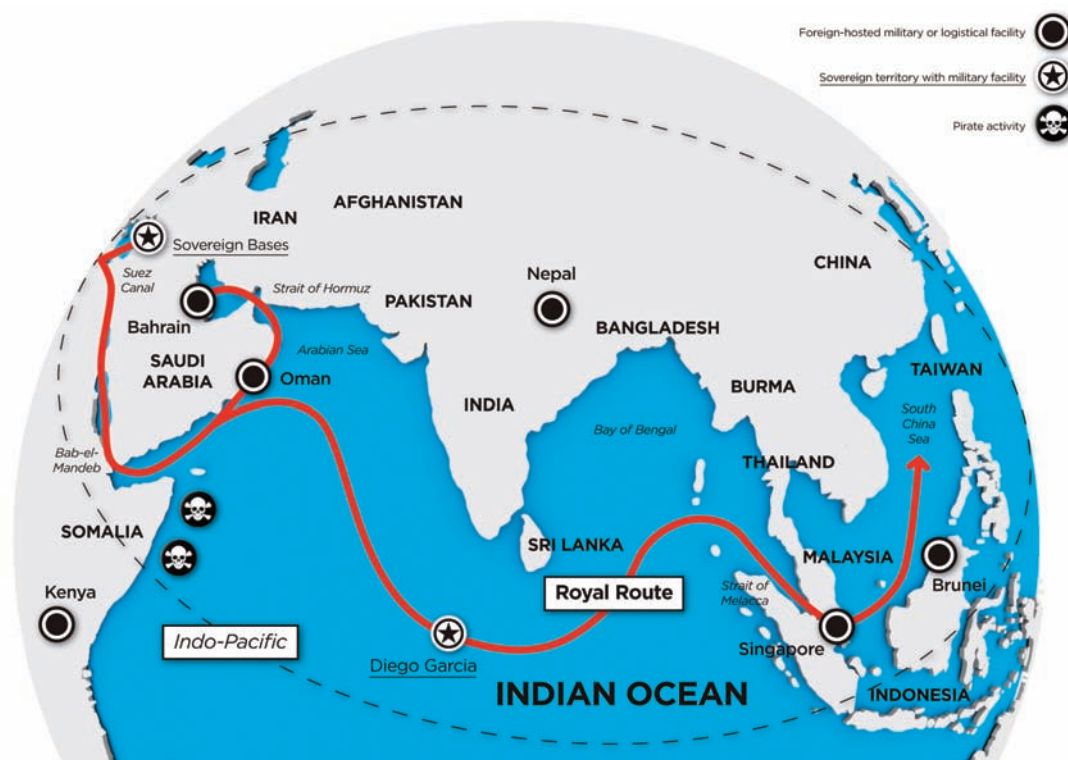 Foreign-hosted military or logistical facility
Sovereign territory with military facility
Pirate activity
AFGHANISTAN
IRAN
Sovereign Bases
CHINA
Suez
Canal
Nepal
Strait of Hormuz
PAKISTAN
Bahrain
BANGLADESH
Arabian Sea
SAUDI
ARABIA
Oman
TAIWAN
BURMA
INDIA
South
China
Sea
Bay of Bengal
Bab-el-
Mandeb
THAILAND
SOMALIA
SRI LANKA
MALAYSIA
Kenya
Royal Route
Strait of
Melacca
Brunei
Indo-Pacific
Singapore
Diego Garcia
INDIAN OCEAN
INDONESIA